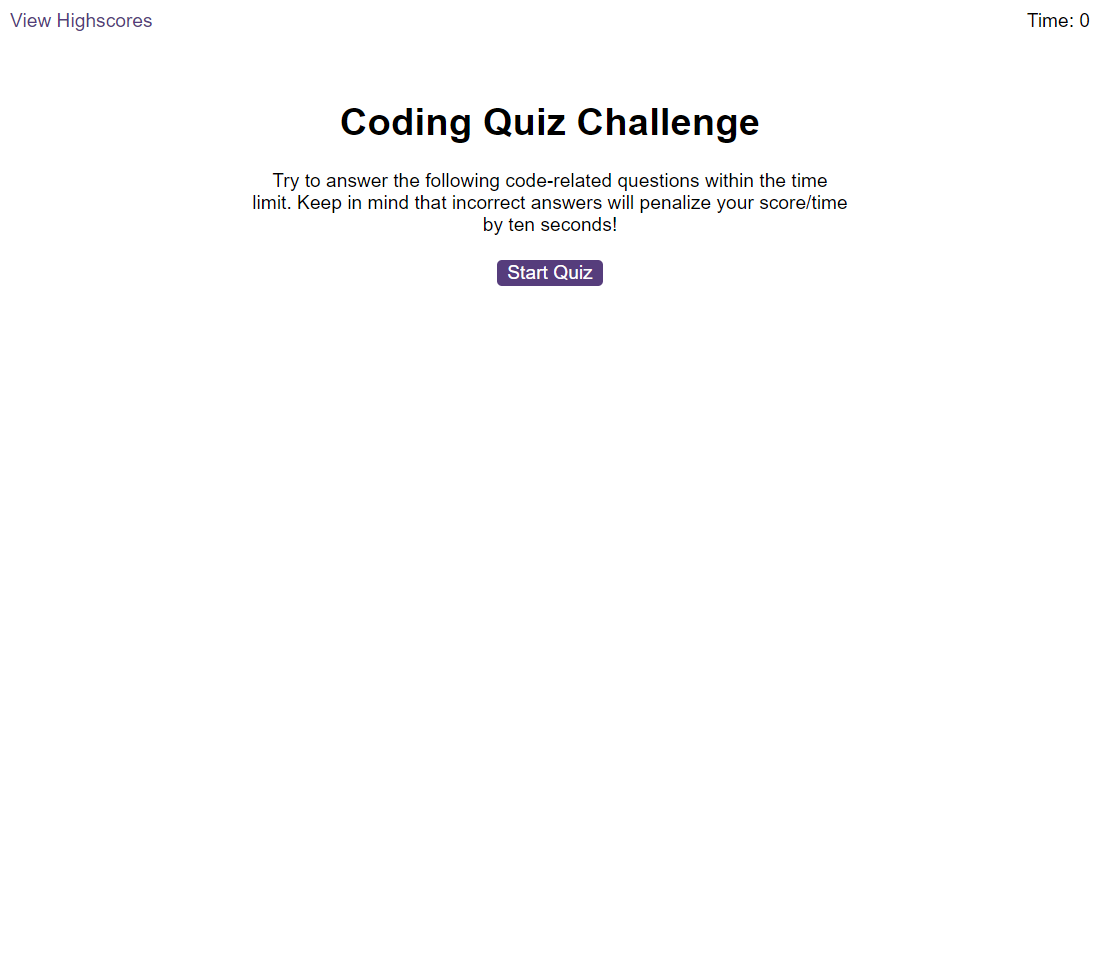 View Highscores
Time: 0
Coding Quiz Challenge
Try to answer the following code-related questions within the time
limit. Keep in mind that incorrect answers will penalize your score/time
by ten seconds!
Start Quiz